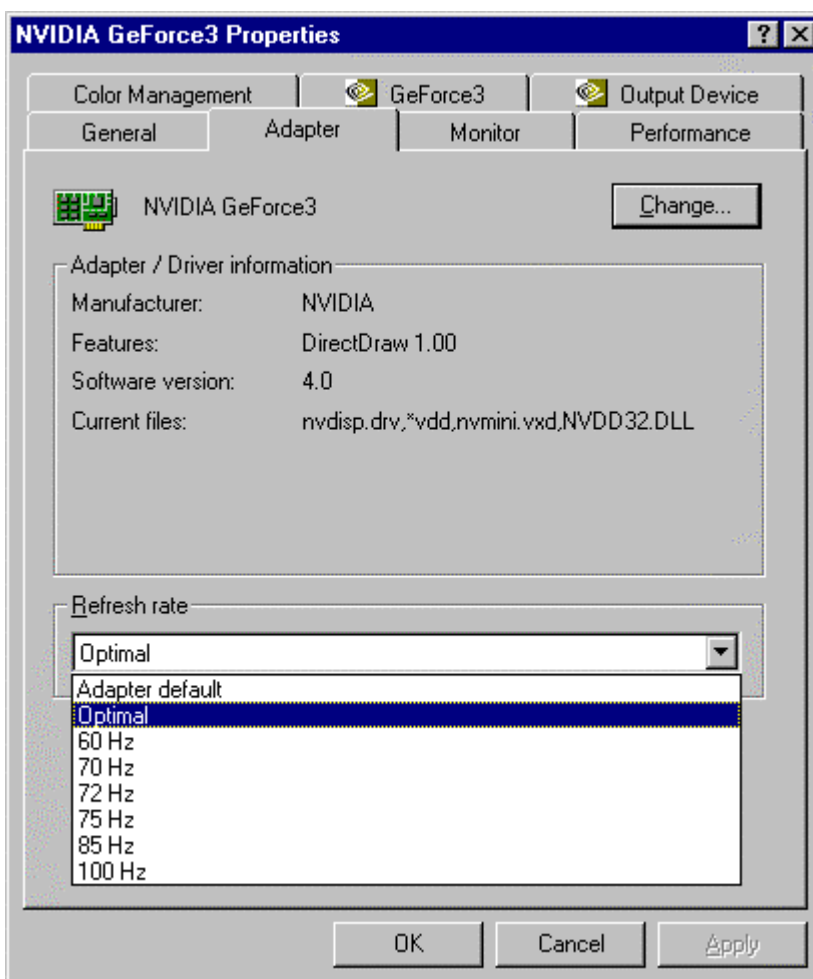 NVIDIA GeForce3 Properties
Color Management GeForce3 Output Device
General Adapter Monitor Performance
NVIDIA GeForce3 Change...
Adapter / Driver information
Manufacturer: NVIDIA
Features: DirectDraw 1.00
Software version: 4.0
Current files: nvdisp.drv,*vdd,nvmini.vxd,NVDD32.DLL
Refresh rate
Optimal
Adapter default
Optimal
60 Hz
70 Hz
72 Hz
75 Hz
85 Hz
100 Hz
OK Cancel Apply